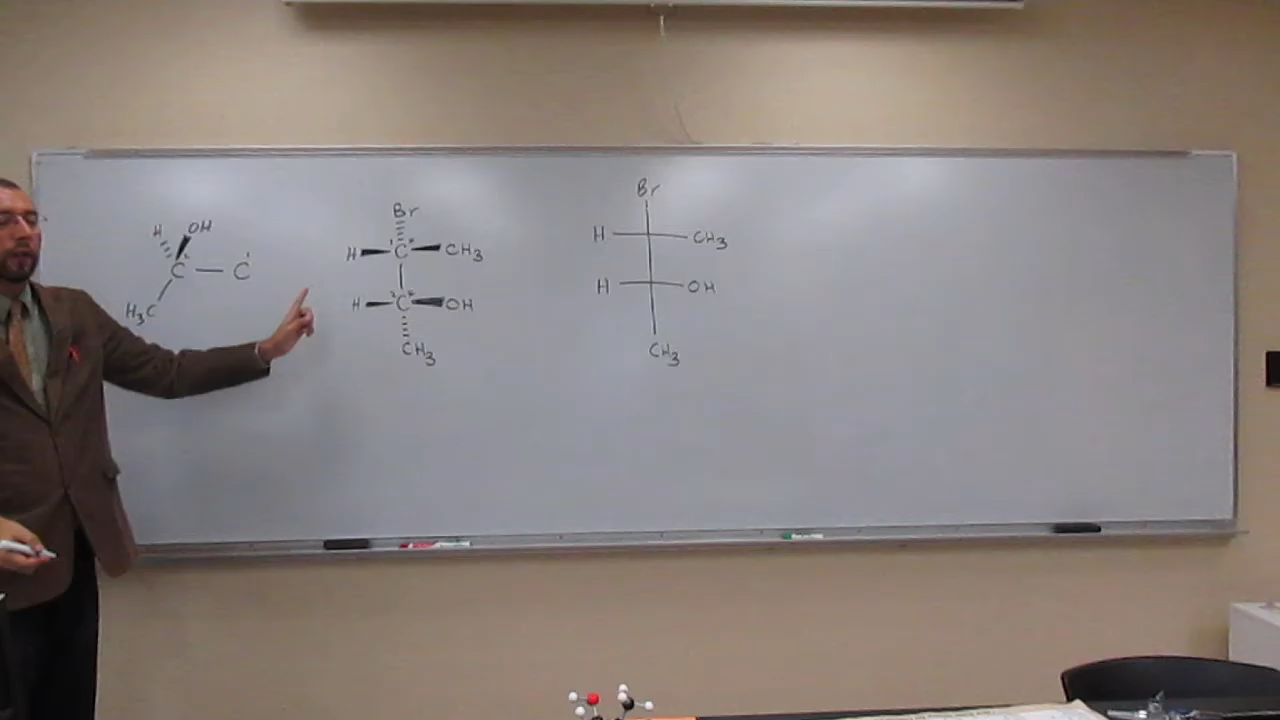 H OH
C — C'
H₃C
Br
H C* CH₃
H C* OH
CH₃
Br
H CH₃
H OH
CH₃